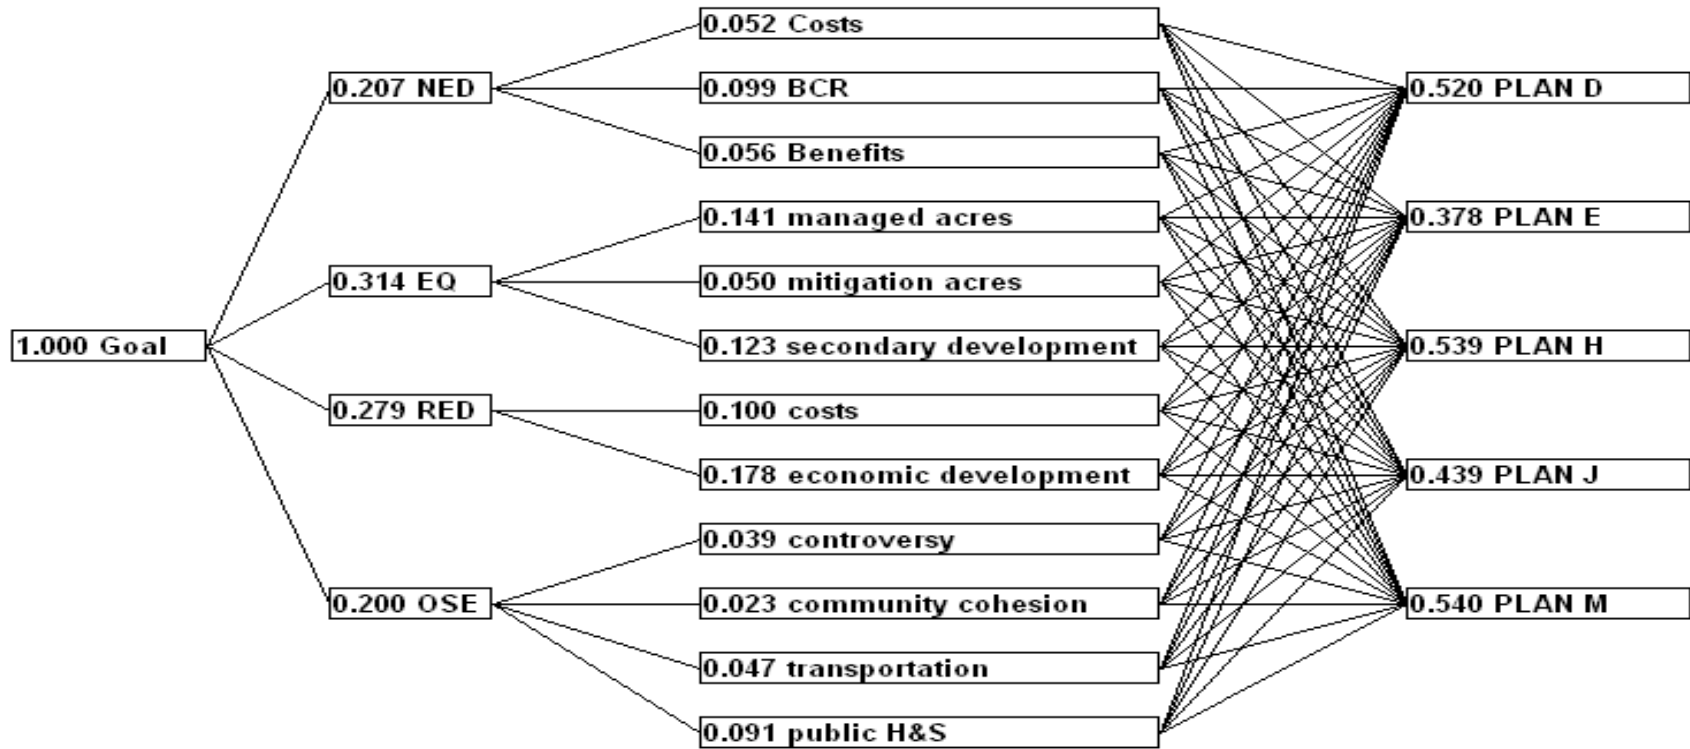 1.000 Goal
0.207 NED
0.314 EQ
0.279 RED
0.200 OSE
0.052 Costs
0.099 BCR
0.056 Benefits
0.141 managed acres
0.050 mitigation acres
0.123 secondary development
0.100 costs
0.178 economic development
0.039 controversy
0.023 community cohesion
0.047 transportation
0.091 public H&S
0.520 PLAN D
0.378 PLAN E
0.539 PLAN H
0.439 PLAN J
0.540 PLAN M